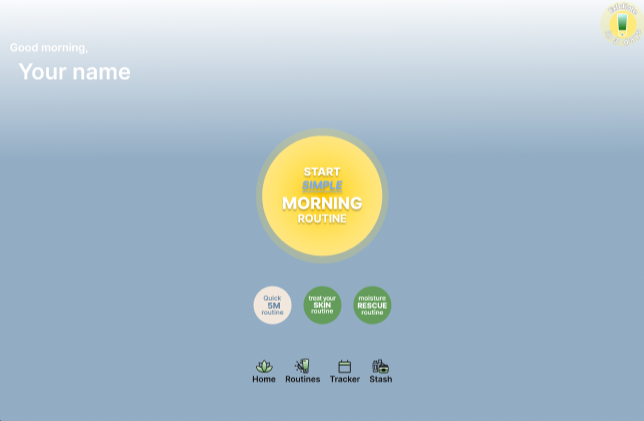 Good morning,
Your name
START
SIMPLE
MORNING
ROUTINE
Quick
5M
routine
treat your
SKIN
routine
moisture
RESCUE
routine
Home
Routines
Tracker
Stash